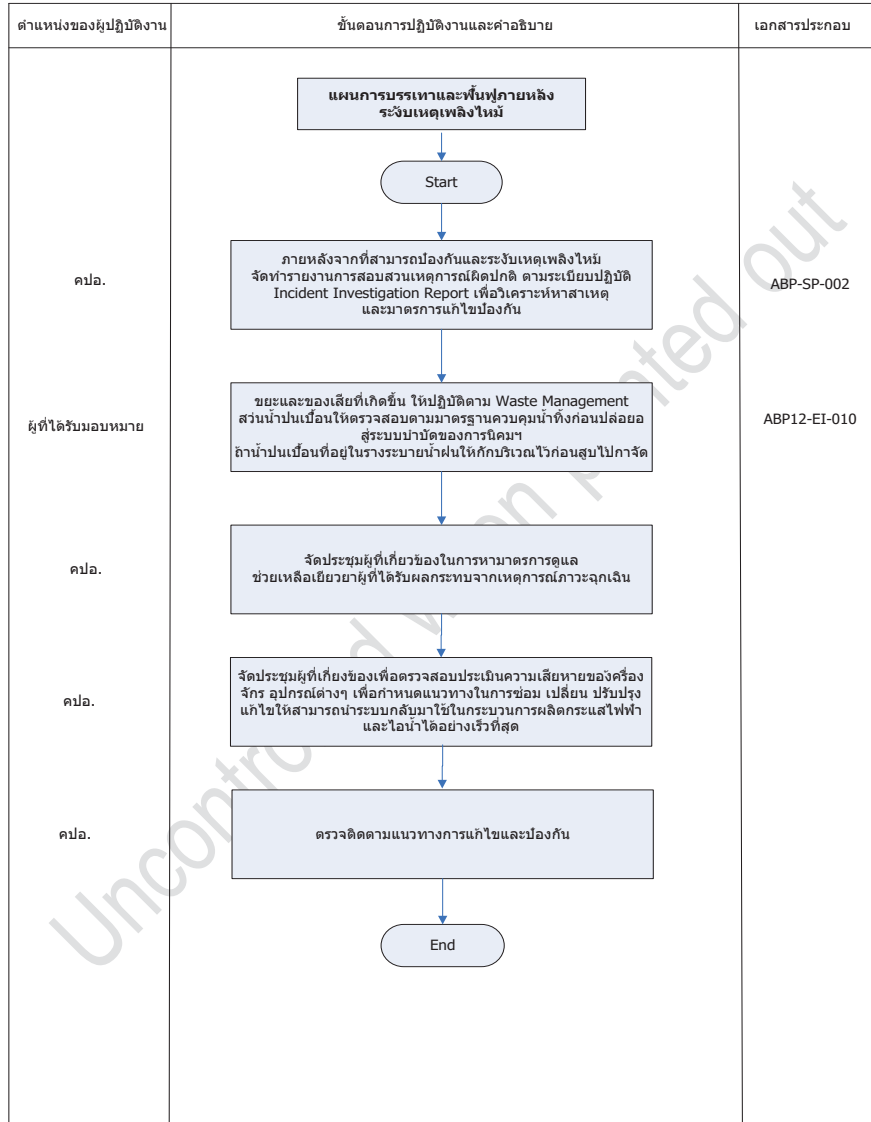 ตำแหน่งของผู้ปฏิบัติงาน
ขั้นตอนการปฏิบัติงานและคำอธิบาย
เอกสารประกอบ
แผนการบรรเทาและฟื้นฟูภายหลัง
ระงับเหตุเพลิงไหม้
Start
คปอ.
ภายหลังจากที่สามารถป้องกันและระงับเหตุเพลิงไหม้
จัดทำรายงานการสอบสวนเหตุการณ์ผิดปกติ ตามระเบียบปฏิบัติ
Incident Investigation Report เพื่อวิเคราะห์หาสาเหตุ
และมาตรการแก้ไขป้องกัน
ABP-SP-002
ผู้ที่ได้รับมอบหมาย
ขยะและของเสียที่เกิดขึ้น ให้ปฏิบัติตาม Waste Management
สว่นน้ำปนเปื้อนให้ตรวจสอบตามมาตรฐานควบคุมน้ำทิ้งก่อนปล่อยอ
สู่ระบบบำบัดของการนิคมฯ
ถ้าน้ำปนเปื้อนที่อยู่ในรางระบายน้ำฝนให้กักบริเวณไว้ก่อนสูบไปกาจัด
ABP12-EI-010
คปอ.
จัดประชุมผู้ที่เกี่ยวข้องในการหามาตรการดูแล
ช่วยเหลือเยียวยาผู้ที่ได้รับผลกระทบจากเหตุการณ์ภาวะฉุกเฉิน
คปอ.
จัดประชุมผู้ที่เกี่ยงข้องเพื่อตรวจสอบประเมินความเสียหายของครื่อง
จักร อุปกรณ์ต่างๆ เพื่อกำหนดแนวทางในการซ่อม เปลี่ยน ปรับปรุง
แก้ไขให้สามารถนำระบบกลับมาใช้ในกระบวนการผลิตกระแสไฟฟ้า
และไอน้ำได้อย่างเร็วที่สุด
คปอ.
ตรวจติดตามแนวทางการแก้ไขและป้องกัน
End
Uncontrolled when printed out